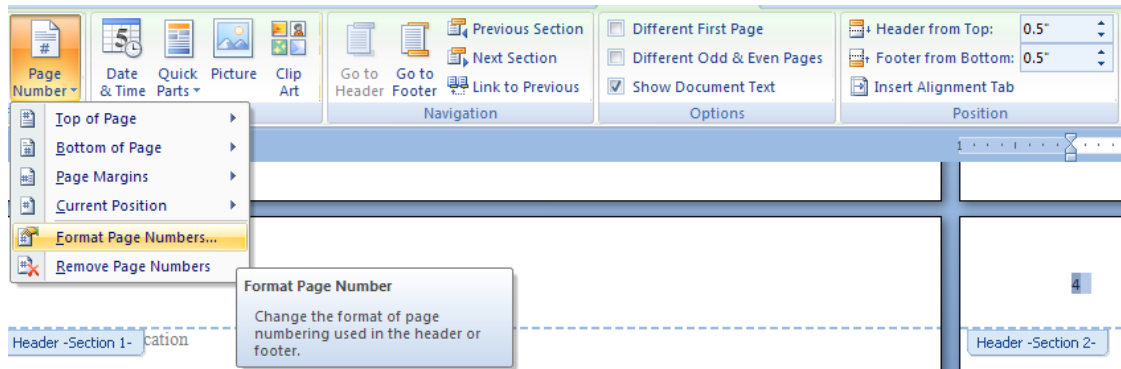 Page Number
Date & Time
Quick Parts
Picture
Clip Art
Go to Header
Go to Footer
Previous Section
Next Section
Link to Previous
Navigation
Different First Page
Different Odd & Even Pages
Show Document Text
Options
Header from Top: 0.5"
Footer from Bottom: 0.5"
Insert Alignment Tab
Position
Top of Page
Bottom of Page
Page Margins
Current Position
Format Page Numbers...
Remove Page Numbers
1
Format Page Number
Change the format of page
numbering used in the header or
footer.
4
Header -Section 1-
cation
Header -Section 2-